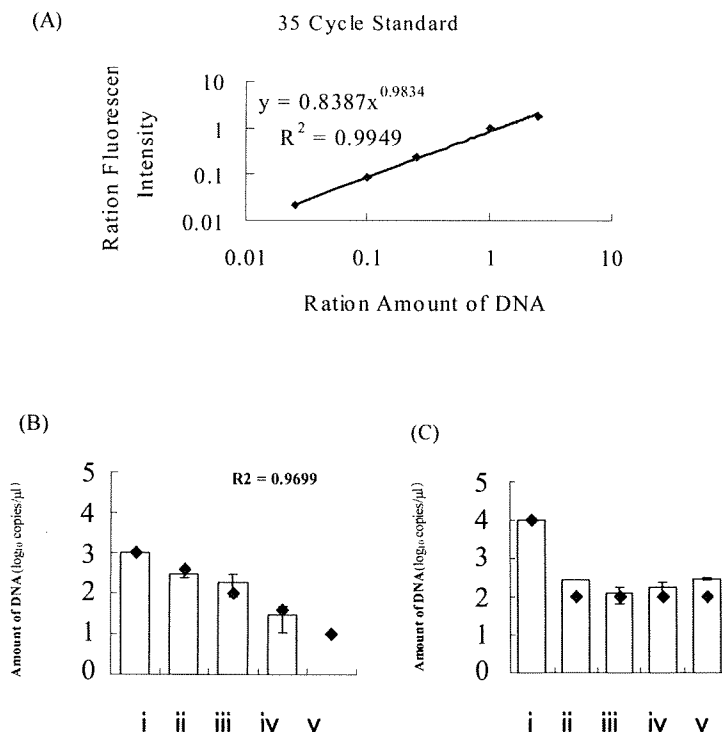 (A)
35 Cycle Standard
Ration Fluorescen
Intensity
10
1
0.1
0.01
y = 0.8387x^0.9834
R^2 = 0.9949
0.01 0.1 1 10
Ration Amount of DNA
(B)
Amount of DNA(log₁₀ copies/μl)
5
4
3
2
1
0
R2 = 0.9699
i ii iii iv v
(C)
Amount of DNA(log₁₀ copies/μl)
5
4
3
2
1
0
i ii iii iv v